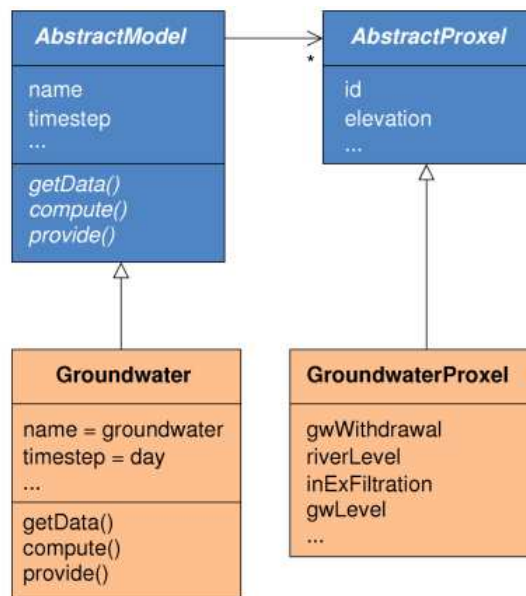 AbstractModel
name
timestep
...
getData()
compute()
provide()
*
AbstractProxel
id
elevation
...
Groundwater
name = groundwater
timestep = day
...
getData()
compute()
provide()
GroundwaterProxel
gwWithdrawal
riverLevel
inExFiltration
gwLevel
...